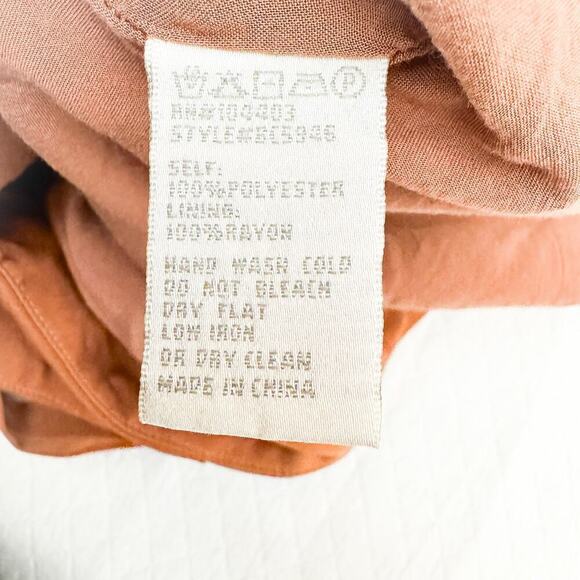 RN#104403
STYLE#RC5946
SELF:
100%POLYESTER
LINING:
100%RAYON
HAND WASH COLD
DO NOT BLEACH
DRY FLAT
LOW IRON
OR DRY CLEAN
MADE IN CHINA